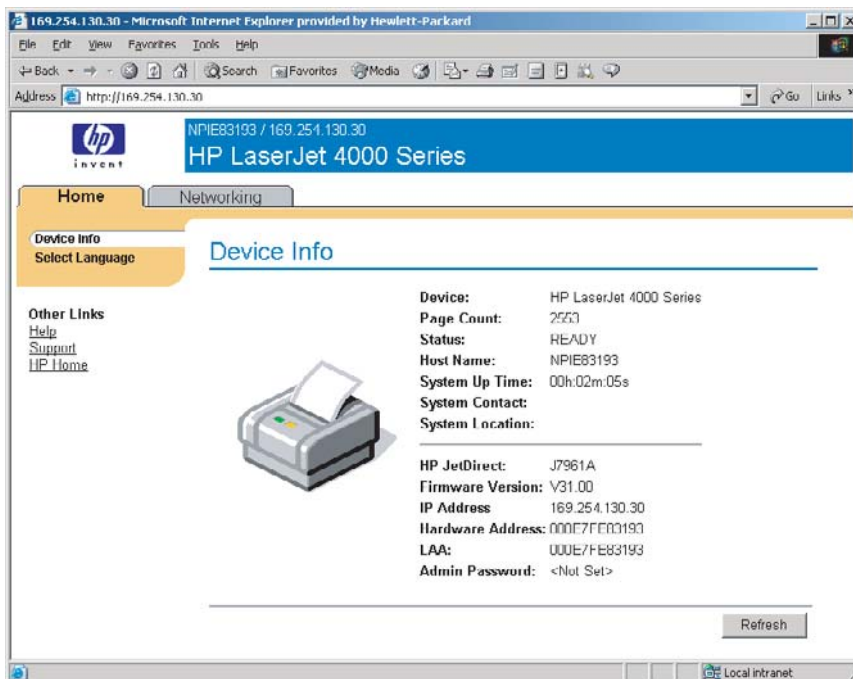 169.254.130.30 - Microsoft Internet Explorer provided by Hewlett-Packard
File Edit View Favorites Tools Help
Back Search Favorites Media
Address http://169.254.130.30 Go Links
hp
invent
NPIE83193 / 169.254.130.30
HP LaserJet 4000 Series
Home Networking
Device Info
Select Language
Other Links
Help
Support
HP Home
Device Info
Device: HP LaserJet 4000 Series
Page Count: 2553
Status: READY
Host Name: NPIE83193
System Up Time: 00h:02m:05s
System Contact:
System Location:
HP JetDirect: J7961A
Firmware Version: V31.00
IP Address 169.254.130.30
Hardware Address: 000E7FE83193
LAA: 000E7FE83193
Admin Password: <Not Set>
Refresh
Local intranet